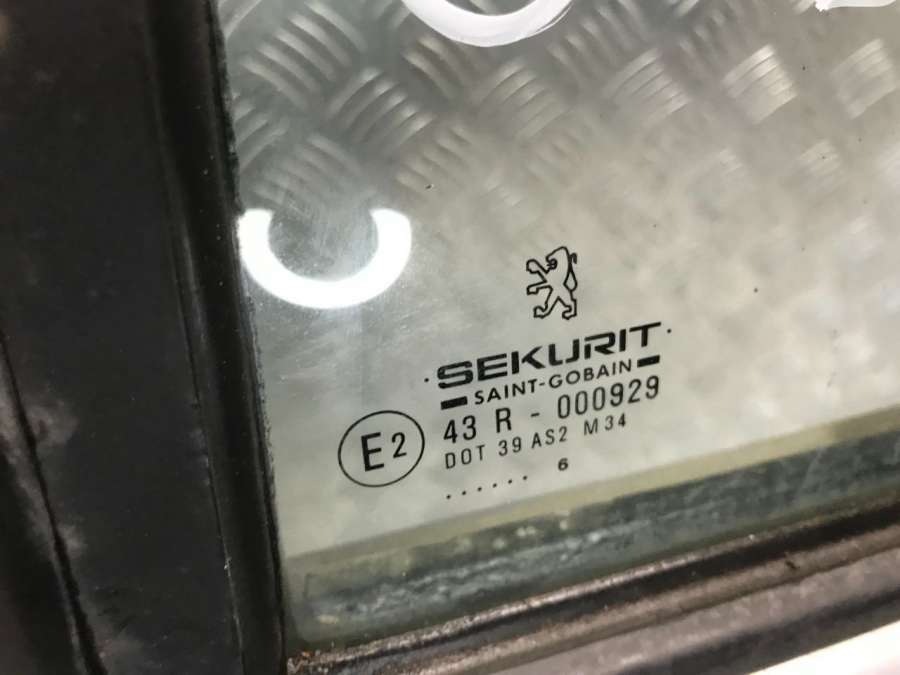 SEKURIT
SAINT-GOBAIN
E2
43 R - 000929
DOT 39 AS2 M34
...... 6